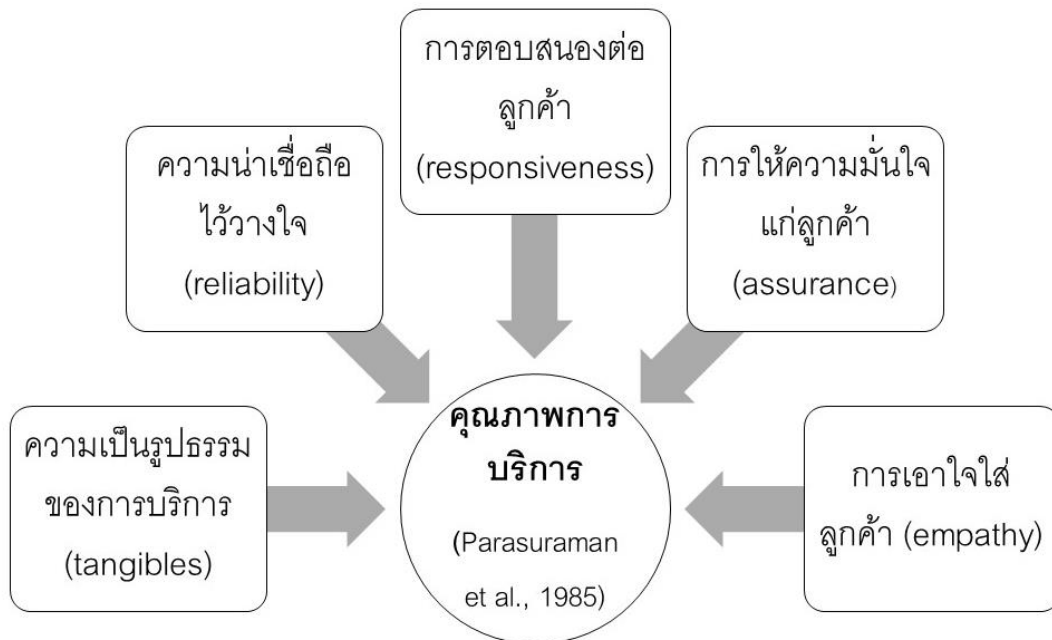 ความเป็นรูปธรรม
ของการบริการ
(tangibles)
ความน่าเชื่อถือ
ไว้วางใจ
(reliability)
การตอบสนองต่อ
ลูกค้า
(responsiveness)
การให้ความมั่นใจ
แก่ลูกค้า
(assurance)
การเอาใจใส่
ลูกค้า (empathy)
คุณภาพการ
บริการ
(Parasuraman
et al., 1985)